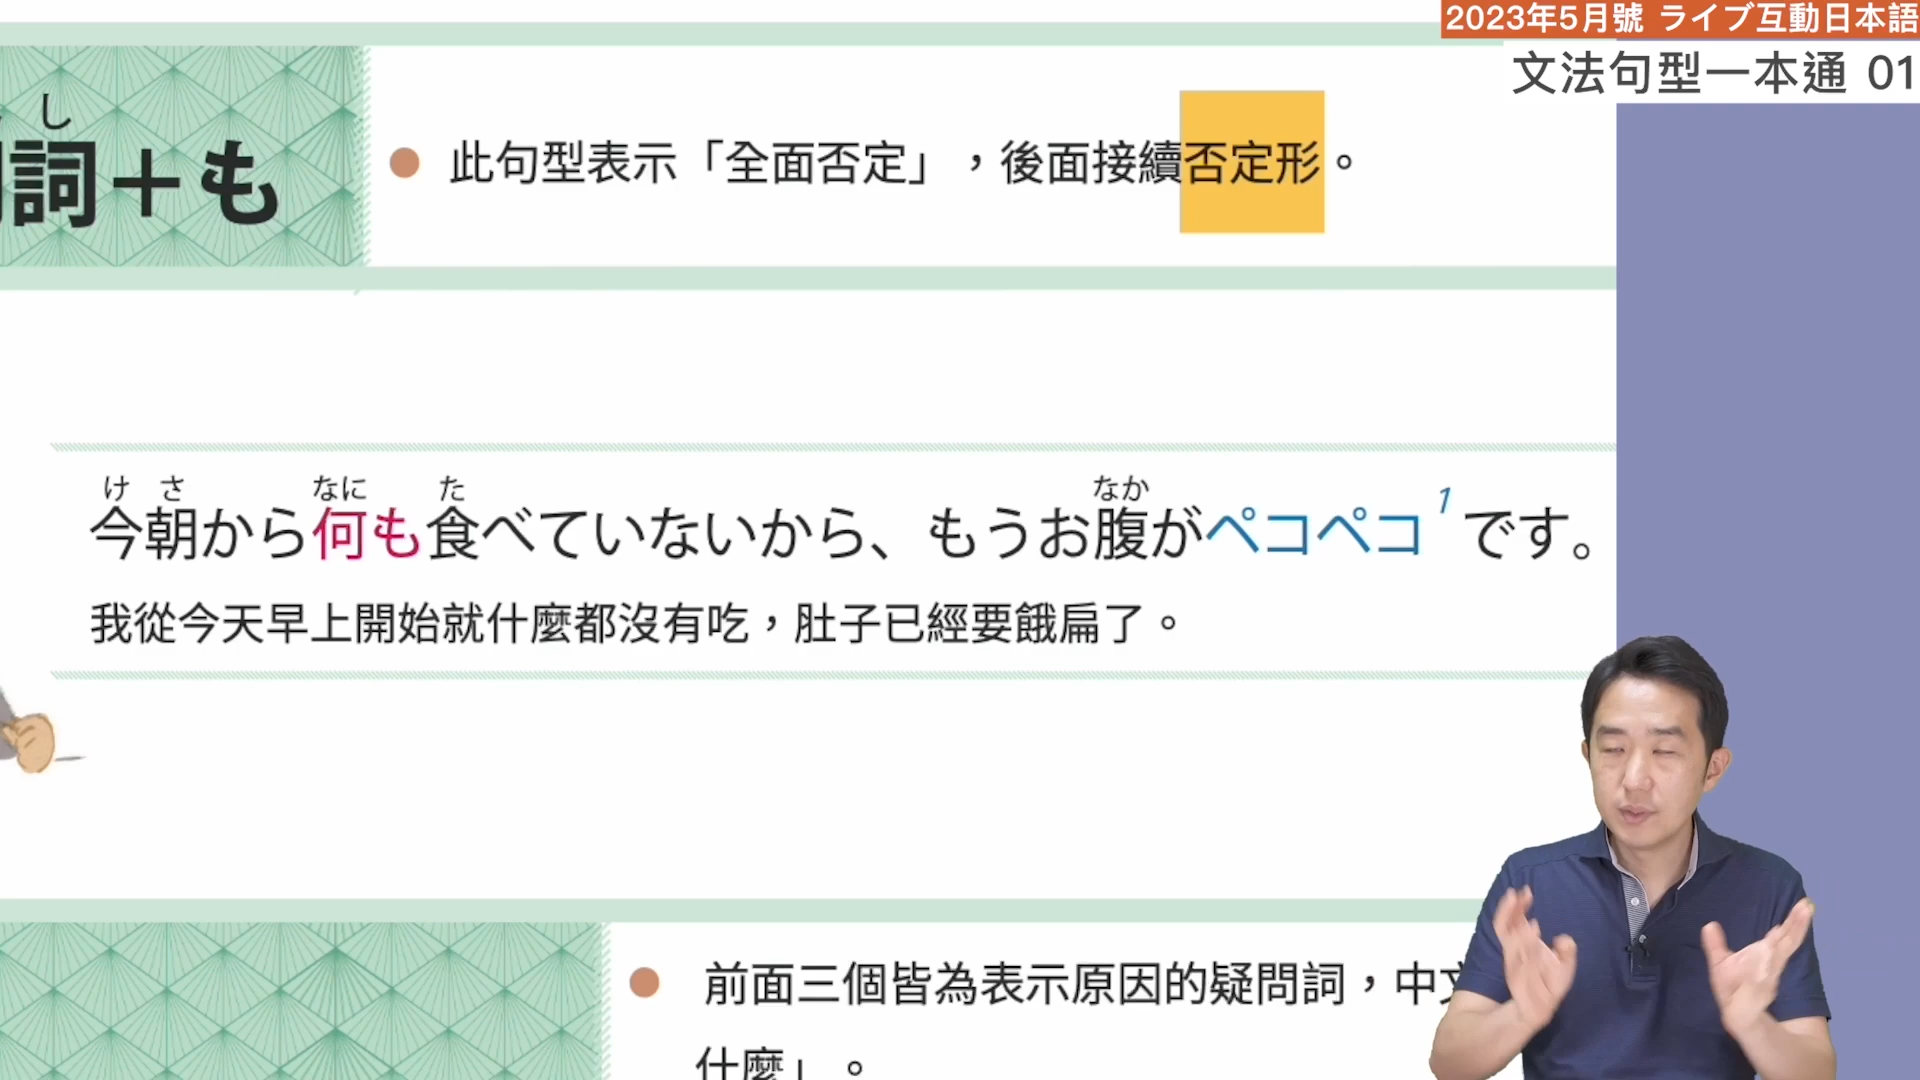 2023年5月號 ライブ互動日本語
文法句型一本通 01
し
詞＋も
此句型表示「全面否定」，後面接續否定形。
けさ なに た なか
今朝から何も食べていないから、もうお腹がペコペコ1です。
我從今天早上開始就什麼都沒有吃，肚子已經要餓扁了。
前面三個皆為表示原因的疑問詞，中
什麼」。